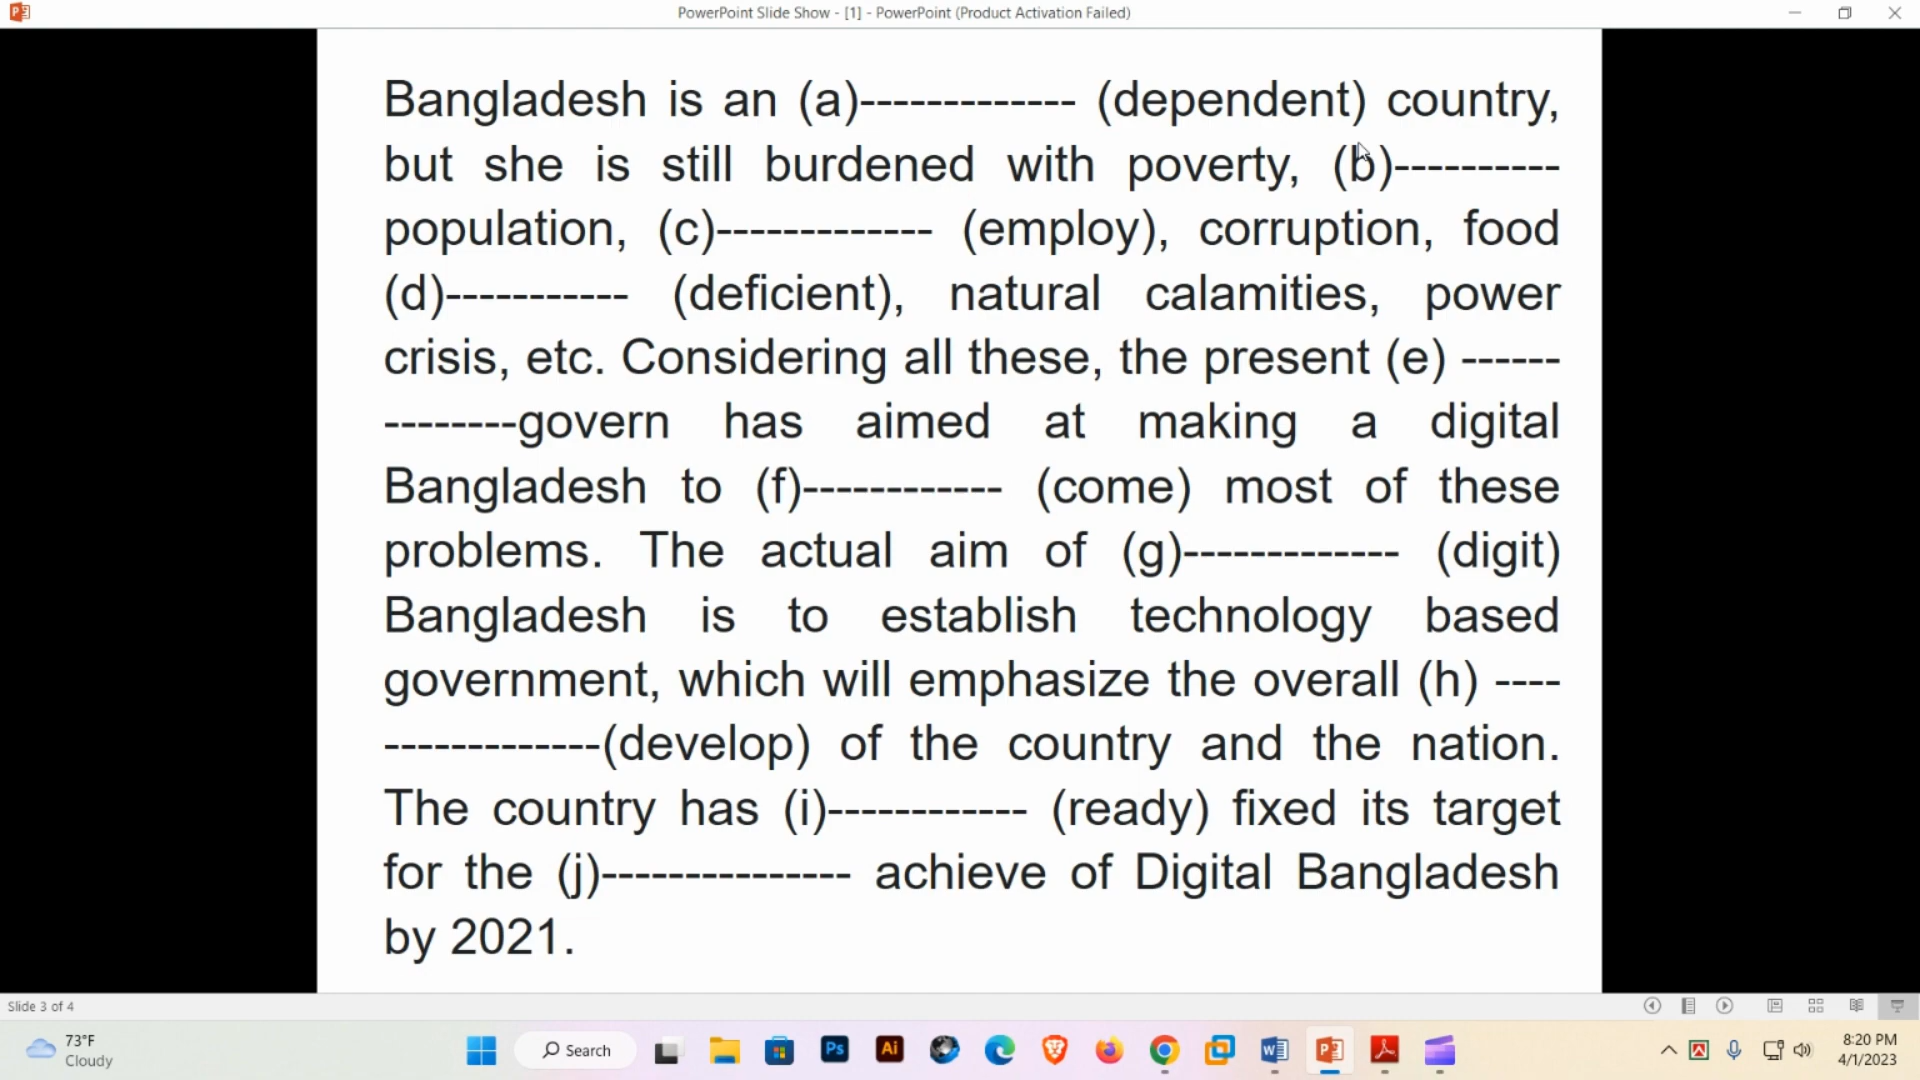 PowerPoint Slide Show - [1] - PowerPoint (Product Activation Failed)
Bangladesh is an (a)------------- (dependent) country,
but she is still burdened with poverty, (b)----------
population, (c)------------- (employ), corruption, food
(d)----------- (deficient), natural calamities, power
crisis, etc. Considering all these, the present (e) ------
--------govern has aimed at making a digital
Bangladesh to (f)------------ (come) most of these
problems. The actual aim of (g)------------- (digit)
Bangladesh is to establish technology based
government, which will emphasize the overall (h) ----
-------------(develop) of the country and the nation.
The country has (i)------------ (ready) fixed its target
for the (j)--------------- achieve of Digital Bangladesh
by 2021.
Slide 3 of 4
73°F
Cloudy
Search
Ps
Ai
8:20 PM
4/1/2023